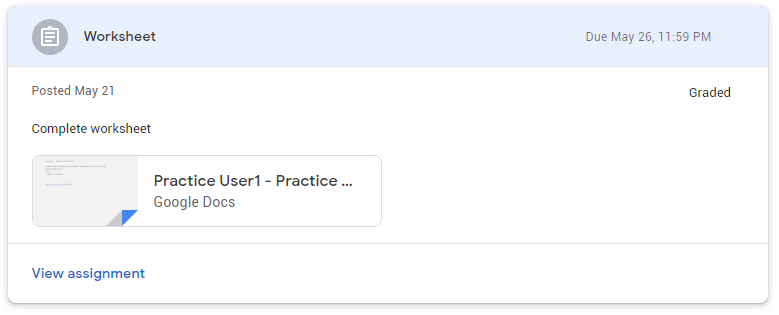 Worksheet
Due May 26, 11:59 PM
Posted May 21
Graded
Complete worksheet
Practice User1 - Practice ...
Google Docs
View assignment